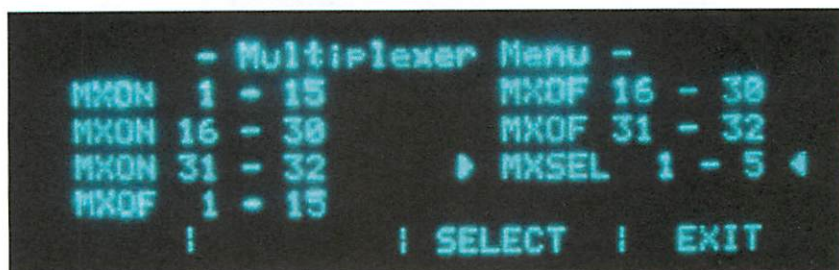 - Multiplexer Menu -
MXON 1 - 15 MXOF 16 - 30
MXON 16 - 30 MXOF 31 - 32
MXON 31 - 32 ▶ MXSEL 1 - 5 ◀
MXOF 1 - 15
¦ ¦ SELECT ¦ EXIT